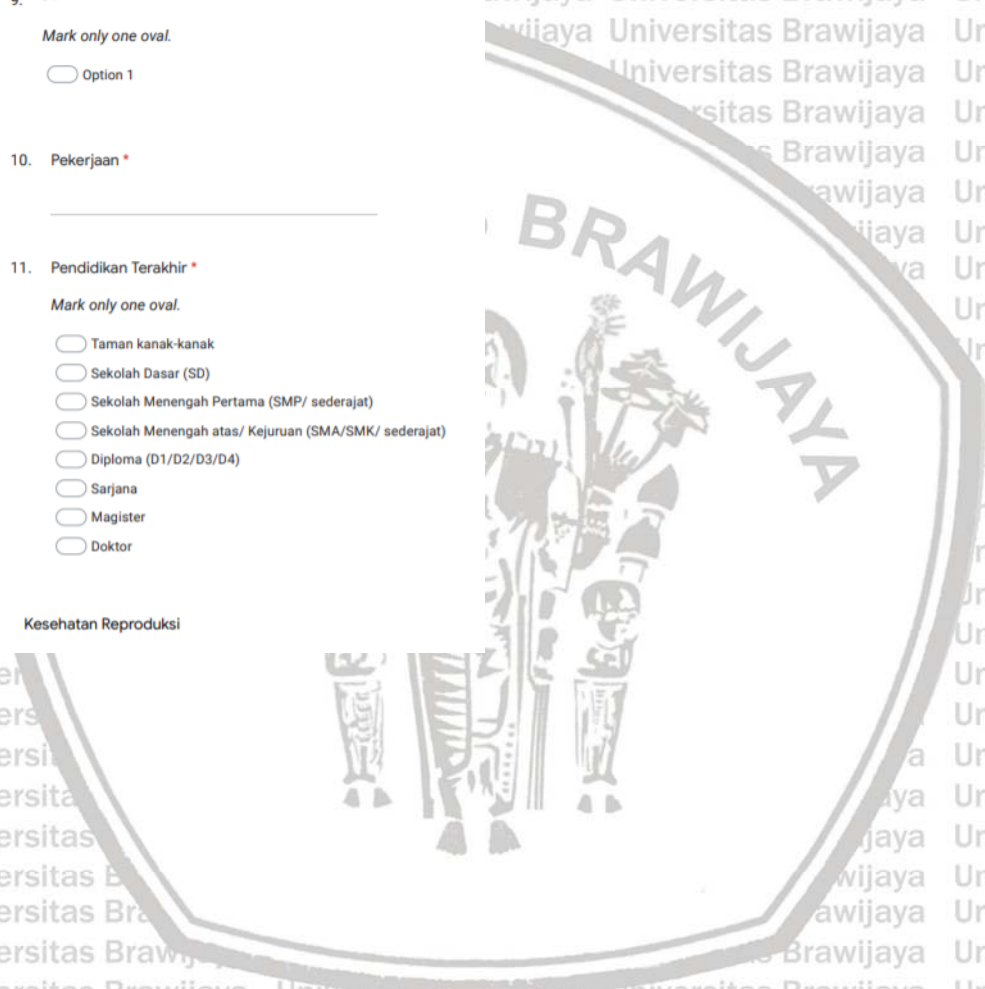 9.
Mark only one oval.
Option 1
10. Pekerjaan *
11. Pendidikan Terakhir *
Mark only one oval.
Taman kanak-kanak
Sekolah Dasar (SD)
Sekolah Menengah Pertama (SMP/ sederajat)
Sekolah Menengah atas/ Kejuruan (SMA/SMK/ sederajat)
Diploma (D1/D2/D3/D4)
Sarjana
Magister
Doktor
Kesehatan Reproduksi
BRAWIJAYA
Universitas Brawijaya
Universitas Brawijaya
Brawijaya
Brawijaya